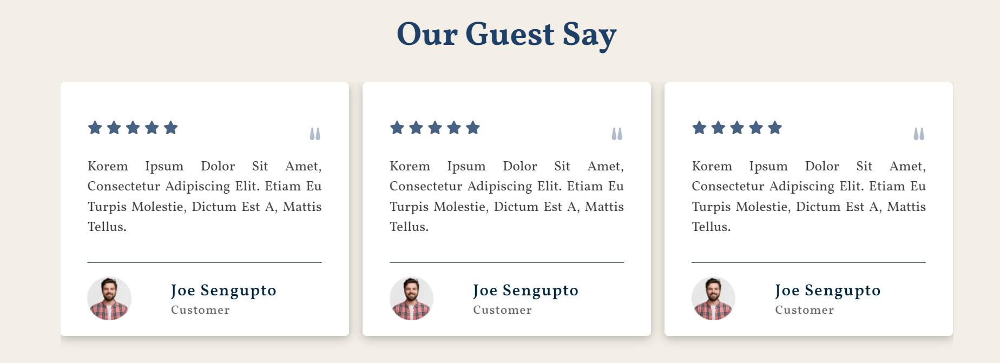 Our Guest Say
"
Korem Ipsum Dolor Sit Amet,
Consectetur Adipiscing Elit. Etiam Eu
Turpis Molestie, Dictum Est A, Mattis
Tellus.
Joe Sengupto
Customer
"
Korem Ipsum Dolor Sit Amet,
Consectetur Adipiscing Elit. Etiam Eu
Turpis Molestie, Dictum Est A, Mattis
Tellus.
Joe Sengupto
Customer
"
Korem Ipsum Dolor Sit Amet,
Consectetur Adipiscing Elit. Etiam Eu
Turpis Molestie, Dictum Est A, Mattis
Tellus.
Joe Sengupto
Customer